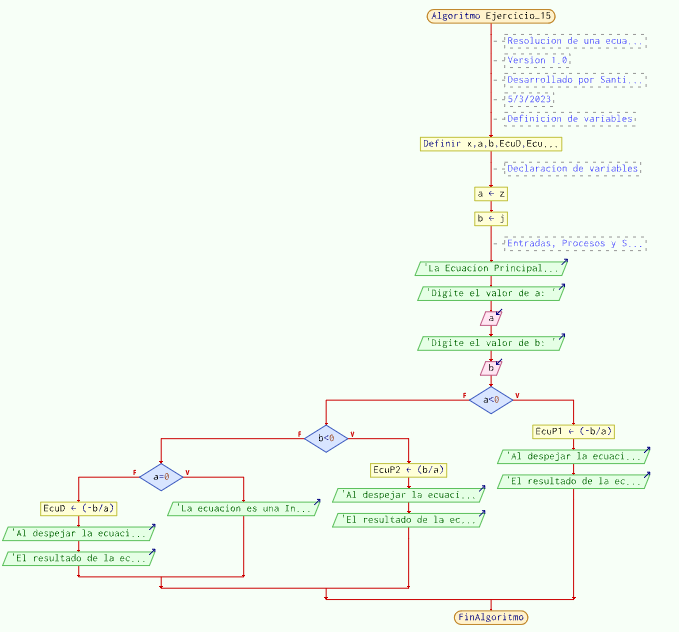 Algoritmo Ejercicio_15
Resolucion de una ecua...
Version 1.0
Desarrollado por Santi...
5/3/2023
Definicion de variables
Definir x,a,b,EcuD,Ecu...
Declaracion de variables
a ← z
b ← j
Entradas, Procesos y S...
'La Ecuacion Principal...
'Digite el valor de a: '
a
'Digite el valor de b: '
b
F a<0 V
EcuP1 ← (-b/a)
F b<0 V
'Al despejar la ecuaci...
EcuP2 ← (b/a)
F a=0 V
'El resultado de la ec...
'Al despejar la ecuaci...
EcuD ← (-b/a)
'La ecuacion es una In...
'El resultado de la ec...
'Al despejar la ecuaci...
'El resultado de la ec...
FinAlgoritmo